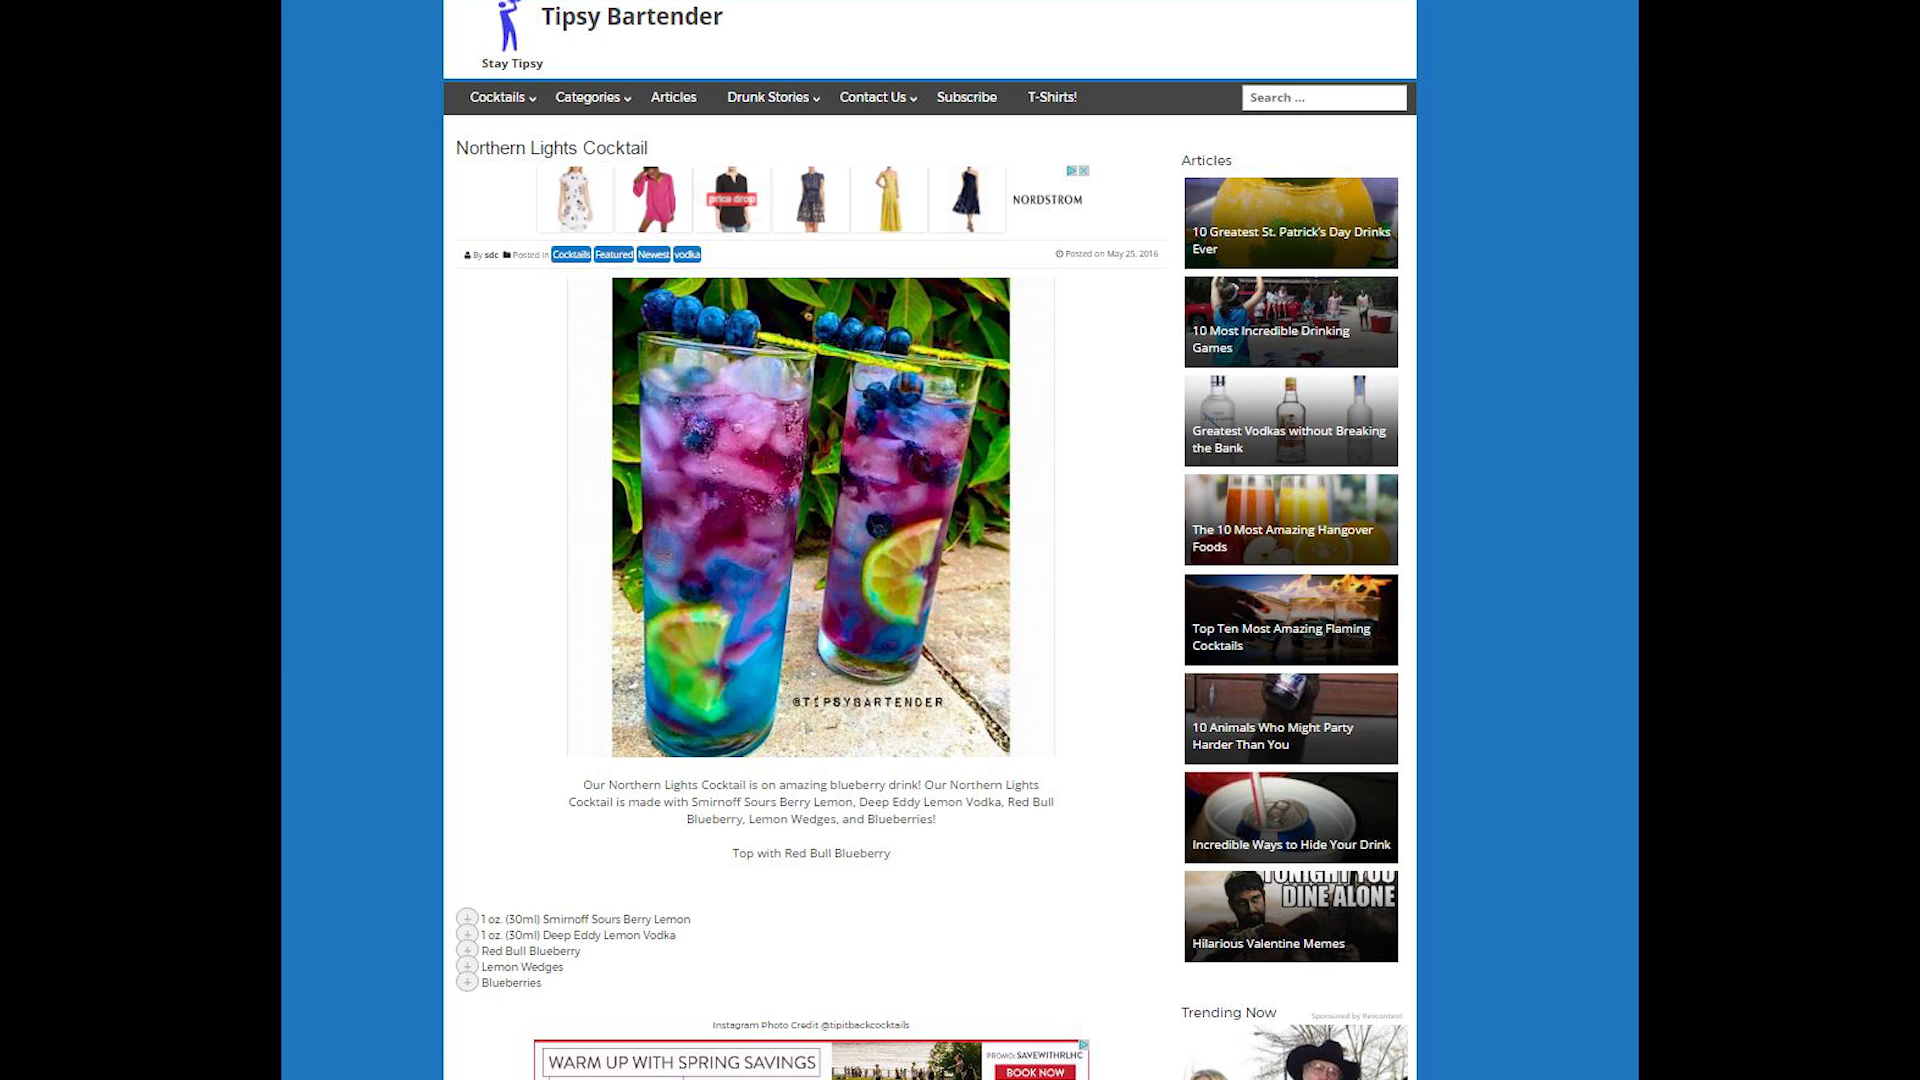 Tipsy Bartender
Stay Tipsy
Cocktails Categories Articles Drunk Stories Contact Us Subscribe T-Shirts!
Search ...
Northern Lights Cocktail
price drop
NORDSTROM
By sdc Posted in Cocktails Featured Newest vodka
Posted on May 25, 2016
@TIPSYBARTENDER
Our Northern Lights Cocktail is on amazing blueberry drink! Our Northern Lights
Cocktail is made with Smirnoff Sours Berry Lemon, Deep Eddy Lemon Vodka, Red Bull
Blueberry, Lemon Wedges, and Blueberries!
Top with Red Bull Blueberry
1 oz. (30ml) Smirnoff Sours Berry Lemon
1 oz. (30ml) Deep Eddy Lemon Vodka
Red Bull Blueberry
Lemon Wedges
Blueberries
Instagram Photo Credit @tipitbackcocktails
WARM UP WITH SPRING SAVINGS
PROMO: SAVEWITHRLHC
BOOK NOW
Articles
10 Greatest St. Patrick's Day Drinks
Ever
10 Most Incredible Drinking
Games
Greatest Vodkas without Breaking
the Bank
The 10 Most Amazing Hangover
Foods
Top Ten Most Amazing Flaming
Cocktails
10 Animals Who Might Party
Harder Than You
Incredible Ways to Hide Your Drink
TONIGHT YOU
DINE ALONE
Hilarious Valentine Memes
Trending Now
Sponsored by Revcontent